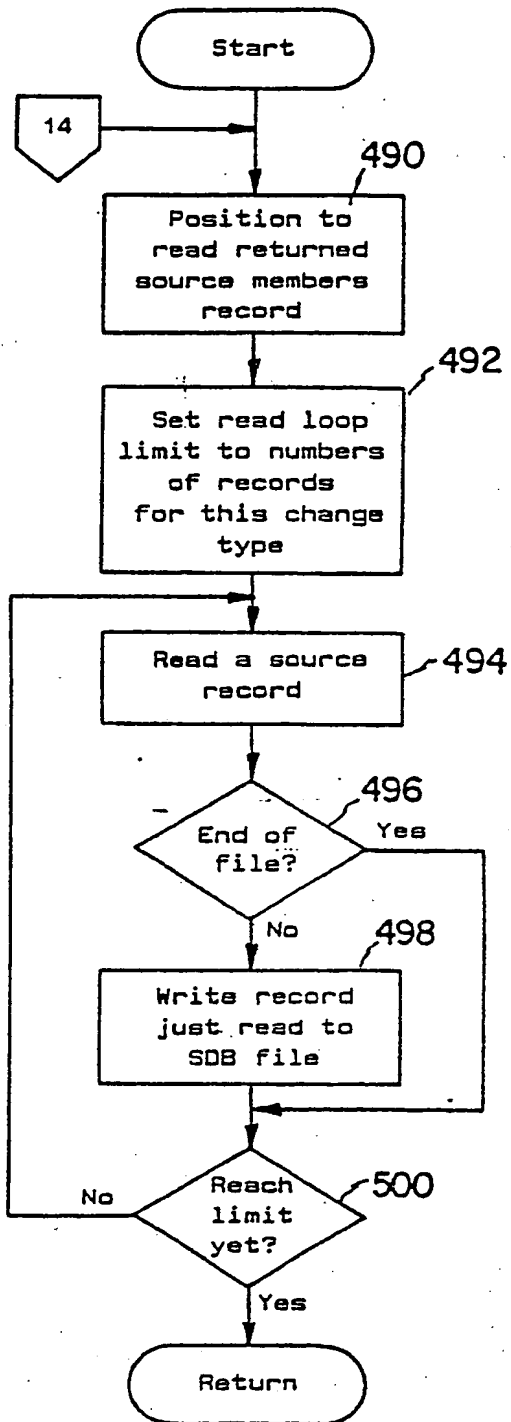 Start
14
490
Position to
read returned
source members
record
492
Set read loop
limit to numbers
of records
for this change
type
Read a source
record
494
496
End of
file?
Yes
No
498
Write record
just read to
SDB file
No
Reach
limit
yet?
500
Yes
Return